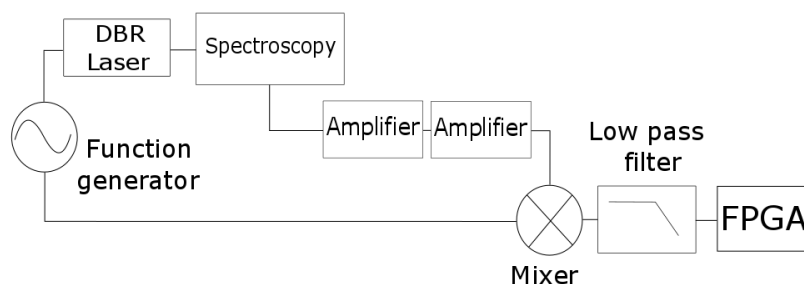 DBR
Laser
Spectroscopy
Amplifier
Amplifier
Function
generator
Low pass
filter
FPGA
Mixer